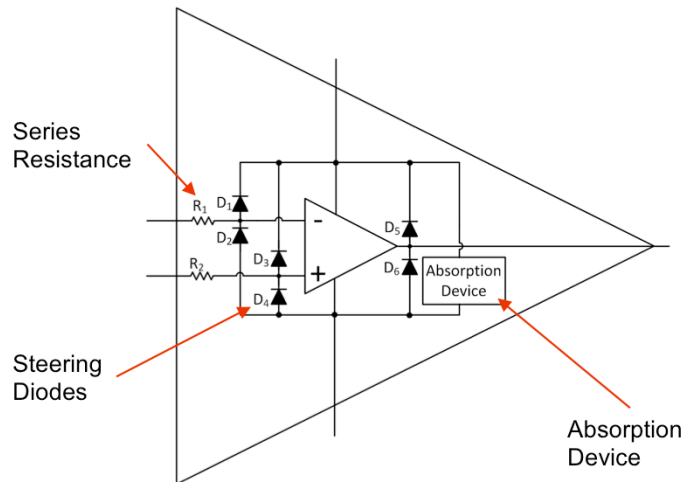 Series
Resistance
R₁
R₂
D₁
D₂
D₃
D₄
-
+
D₅
D₆
Absorption
Device
Steering
Diodes
Absorption
Device